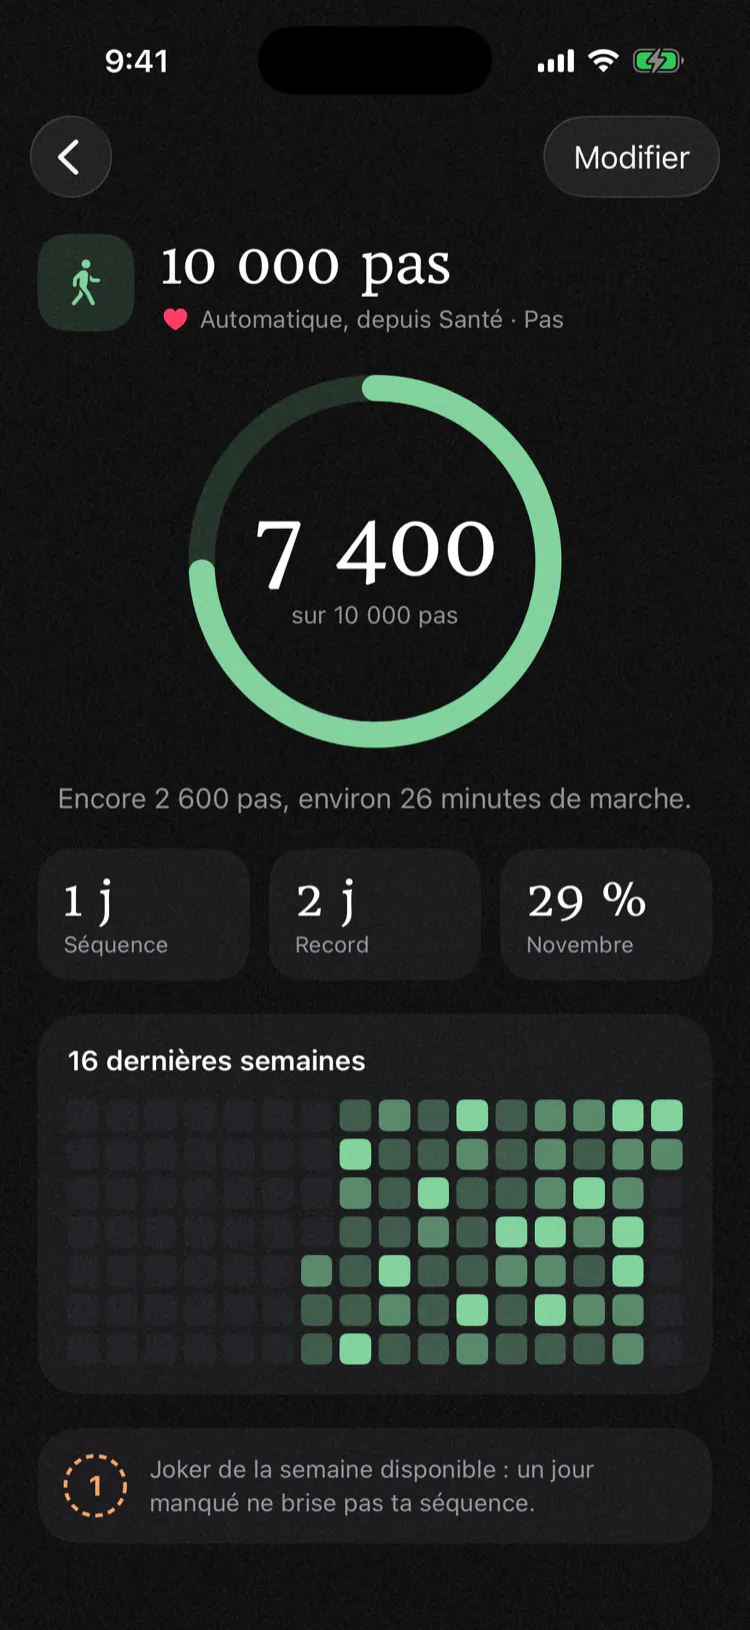 9:41
Modifier
10 000 pas
Automatique, depuis Santé · Pas
7 400
sur 10 000 pas
Encore 2 600 pas, environ 26 minutes de marche.
1 j
Séquence
2 j
Record
29 %
Novembre
16 dernières semaines
1
Joker de la semaine disponible : un jour
manqué ne brise pas ta séquence.